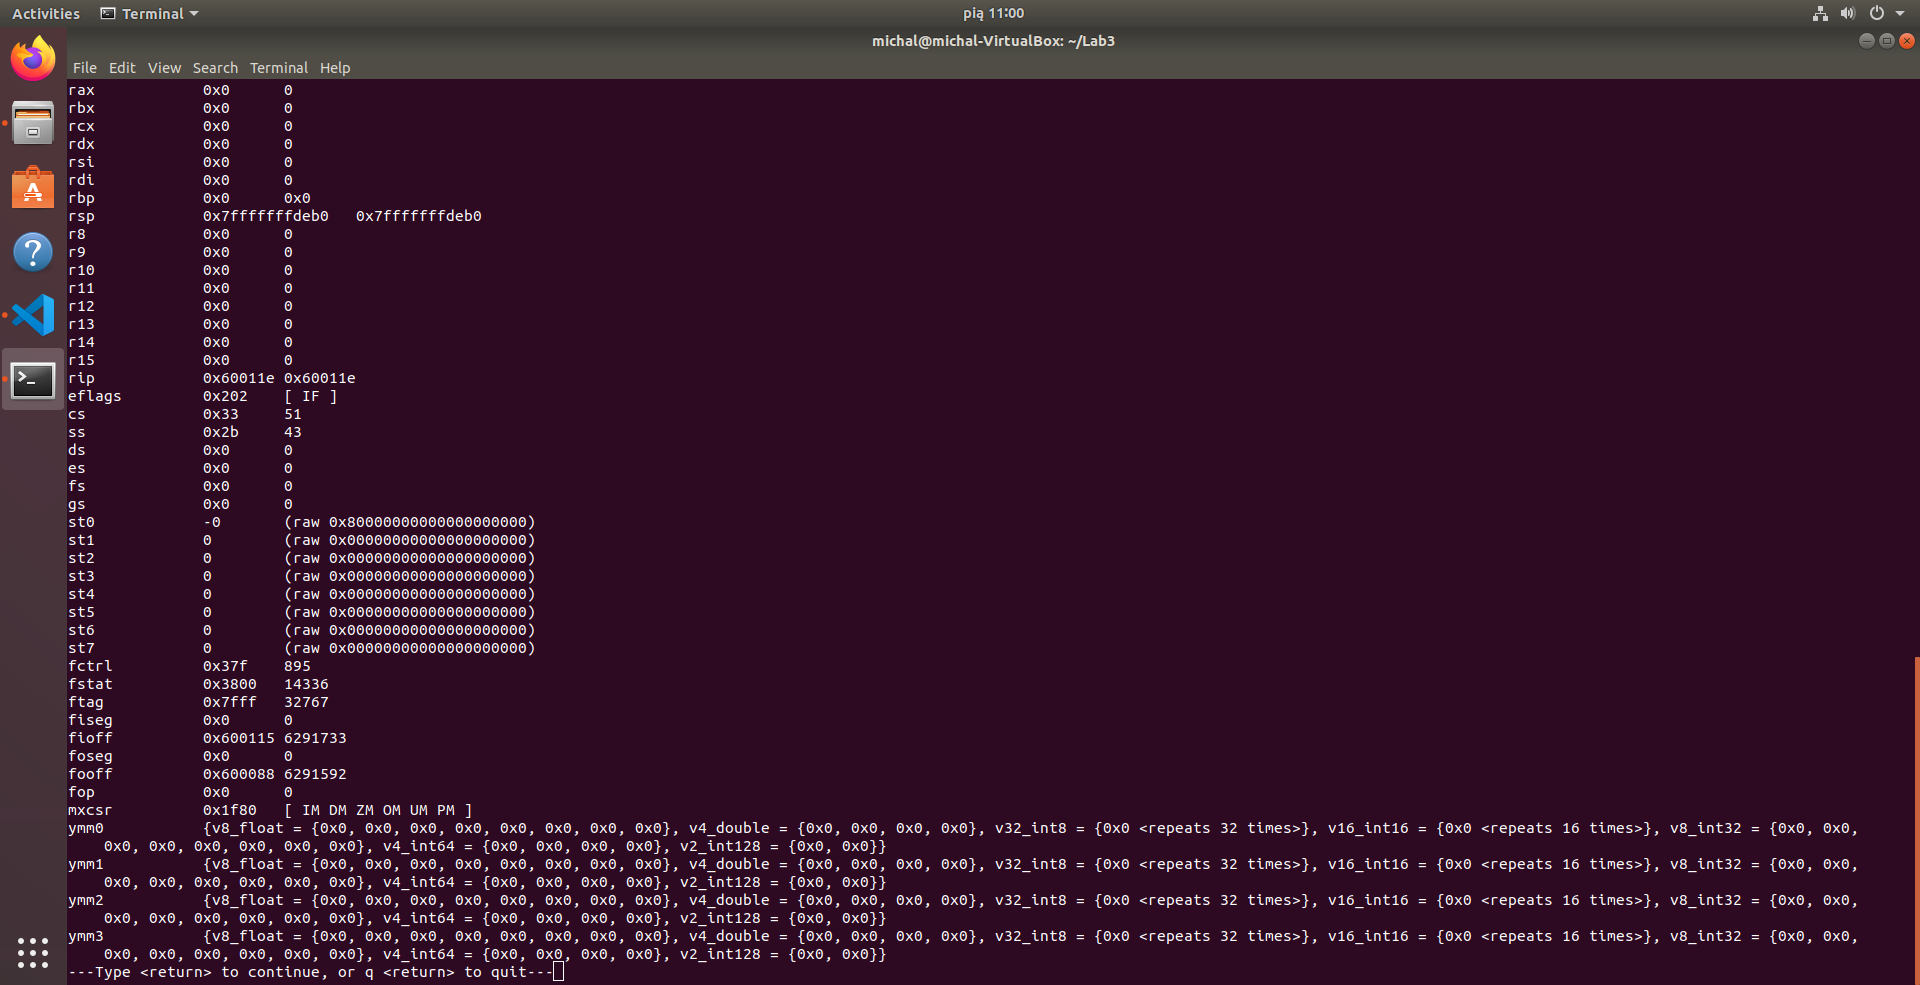 Activities Terminal pią 11:00
michal@michal-VirtualBox: ~/Lab3
File Edit View Search Terminal Help
rax 0x0 0
rbx 0x0 0
rcx 0x0 0
rdx 0x0 0
rsi 0x0 0
rdi 0x0 0
rbp 0x0 0x0
rsp 0x7fffffffdeb0 0x7fffffffdeb0
r8 0x0 0
r9 0x0 0
r10 0x0 0
r11 0x0 0
r12 0x0 0
r13 0x0 0
r14 0x0 0
r15 0x0 0
rip 0x60011e 0x60011e
eflags 0x202 [ IF ]
cs 0x33 51
ss 0x2b 43
ds 0x0 0
es 0x0 0
fs 0x0 0
gs 0x0 0
st0 -0 (raw 0x80000000000000000000)
st1 0 (raw 0x00000000000000000000)
st2 0 (raw 0x00000000000000000000)
st3 0 (raw 0x00000000000000000000)
st4 0 (raw 0x00000000000000000000)
st5 0 (raw 0x00000000000000000000)
st6 0 (raw 0x00000000000000000000)
st7 0 (raw 0x00000000000000000000)
fctrl 0x37f 895
fstat 0x3800 14336
ftag 0x7fff 32767
fiseg 0x0 0
fioff 0x600115 6291733
foseg 0x0 0
fooff 0x600088 6291592
fop 0x0 0
mxcsr 0x1f80 [ IM DM ZM OM UM PM ]
ymm0 {v8_float = {0x0, 0x0, 0x0, 0x0, 0x0, 0x0, 0x0, 0x0}, v4_double = {0x0, 0x0, 0x0, 0x0}, v32_int8 = {0x0 <repeats 32 times>}, v16_int16 = {0x0 <repeats 16 times>}, v8_int32 = {0x0, 0x0,
0x0, 0x0, 0x0, 0x0, 0x0, 0x0}, v4_int64 = {0x0, 0x0, 0x0, 0x0}, v2_int128 = {0x0, 0x0}}
ymm1 {v8_float = {0x0, 0x0, 0x0, 0x0, 0x0, 0x0, 0x0, 0x0}, v4_double = {0x0, 0x0, 0x0, 0x0}, v32_int8 = {0x0 <repeats 32 times>}, v16_int16 = {0x0 <repeats 16 times>}, v8_int32 = {0x0, 0x0,
0x0, 0x0, 0x0, 0x0, 0x0, 0x0}, v4_int64 = {0x0, 0x0, 0x0, 0x0}, v2_int128 = {0x0, 0x0}}
ymm2 {v8_float = {0x0, 0x0, 0x0, 0x0, 0x0, 0x0, 0x0, 0x0}, v4_double = {0x0, 0x0, 0x0, 0x0}, v32_int8 = {0x0 <repeats 32 times>}, v16_int16 = {0x0 <repeats 16 times>}, v8_int32 = {0x0, 0x0,
0x0, 0x0, 0x0, 0x0, 0x0, 0x0}, v4_int64 = {0x0, 0x0, 0x0, 0x0}, v2_int128 = {0x0, 0x0}}
ymm3 {v8_float = {0x0, 0x0, 0x0, 0x0, 0x0, 0x0, 0x0, 0x0}, v4_double = {0x0, 0x0, 0x0, 0x0}, v32_int8 = {0x0 <repeats 32 times>}, v16_int16 = {0x0 <repeats 16 times>}, v8_int32 = {0x0, 0x0,
0x0, 0x0, 0x0, 0x0, 0x0, 0x0}, v4_int64 = {0x0, 0x0, 0x0, 0x0}, v2_int128 = {0x0, 0x0}}
---Type <return> to continue, or q <return> to quit---